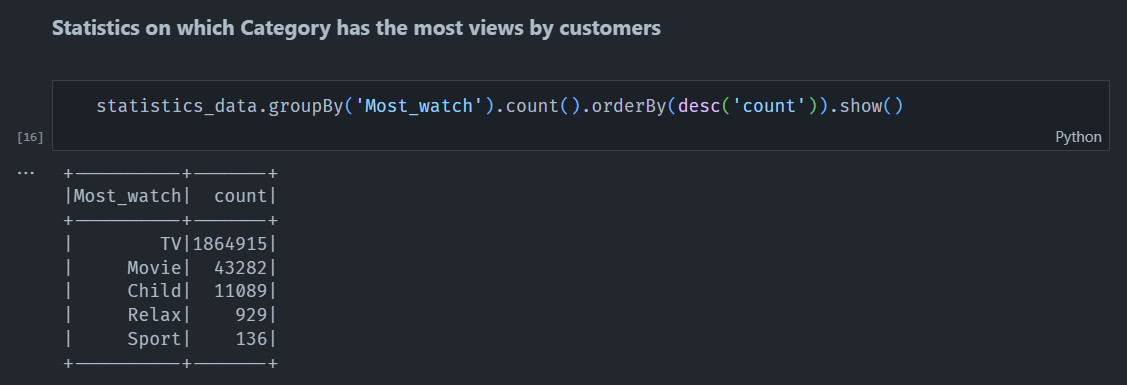 Statistics on which Category has the most views by customers
statistics_data.groupBy('Most_watch').count().orderBy(desc('count')).show()
[16]
Python
...
+----------+-------+
|Most_watch|  count|
+----------+-------+
|        TV|1864915|
|     Movie|  43282|
|     Child|  11089|
|     Relax|    929|
|     Sport|    136|
+----------+-------+